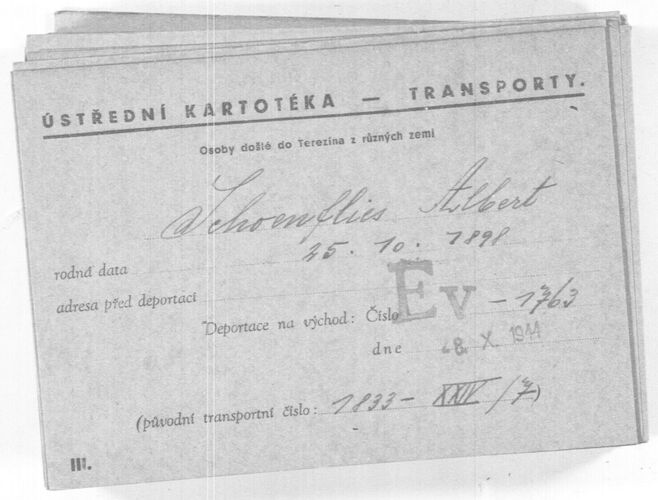 ÚSTŘEDNÍ KARTOTÉKA — TRANSPORTY.
Osoby došlé do Terezína z různých zemí
Schoenflies Albert
rodná data 25. 10. 1898
adresa před deportací
Deportace na východ: Číslo Ev - 1763
dne 28. X. 1944
(původní transportní číslo: 1833 - XXIV/7)
III.